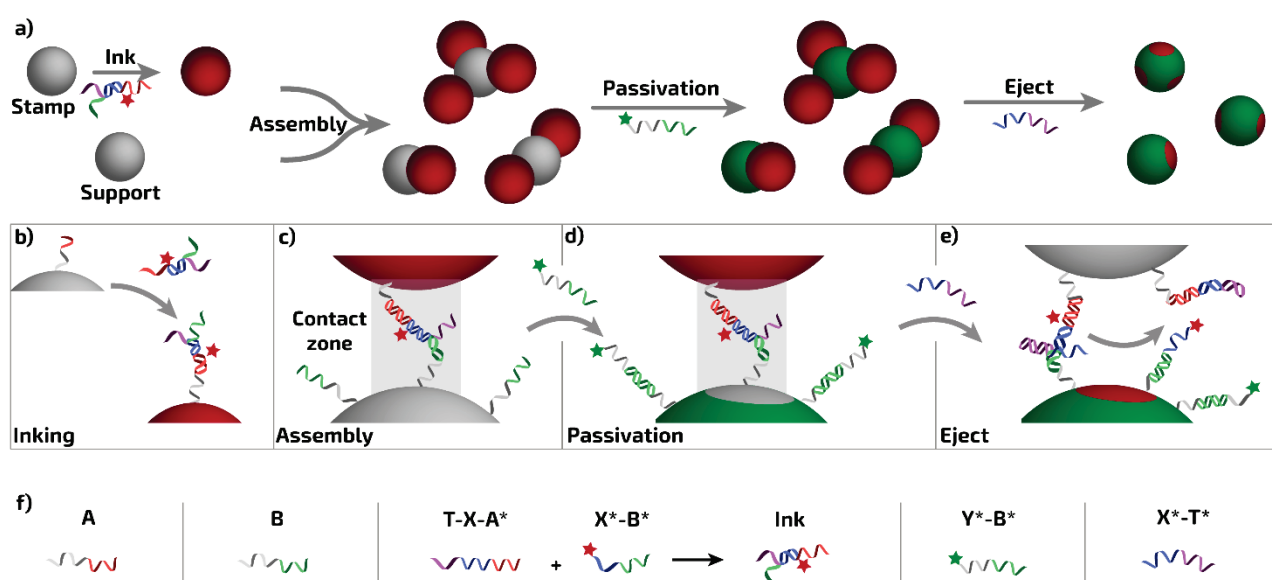 a)
Ink
Stamp
Support
Assembly
Passivation
Eject
b)
Inking
c)
Contact
zone
Assembly
d)
Passivation
e)
Eject
f)
A
B
T-X-A*
+
X*-B*
Ink
Y*-B*
X*-T*